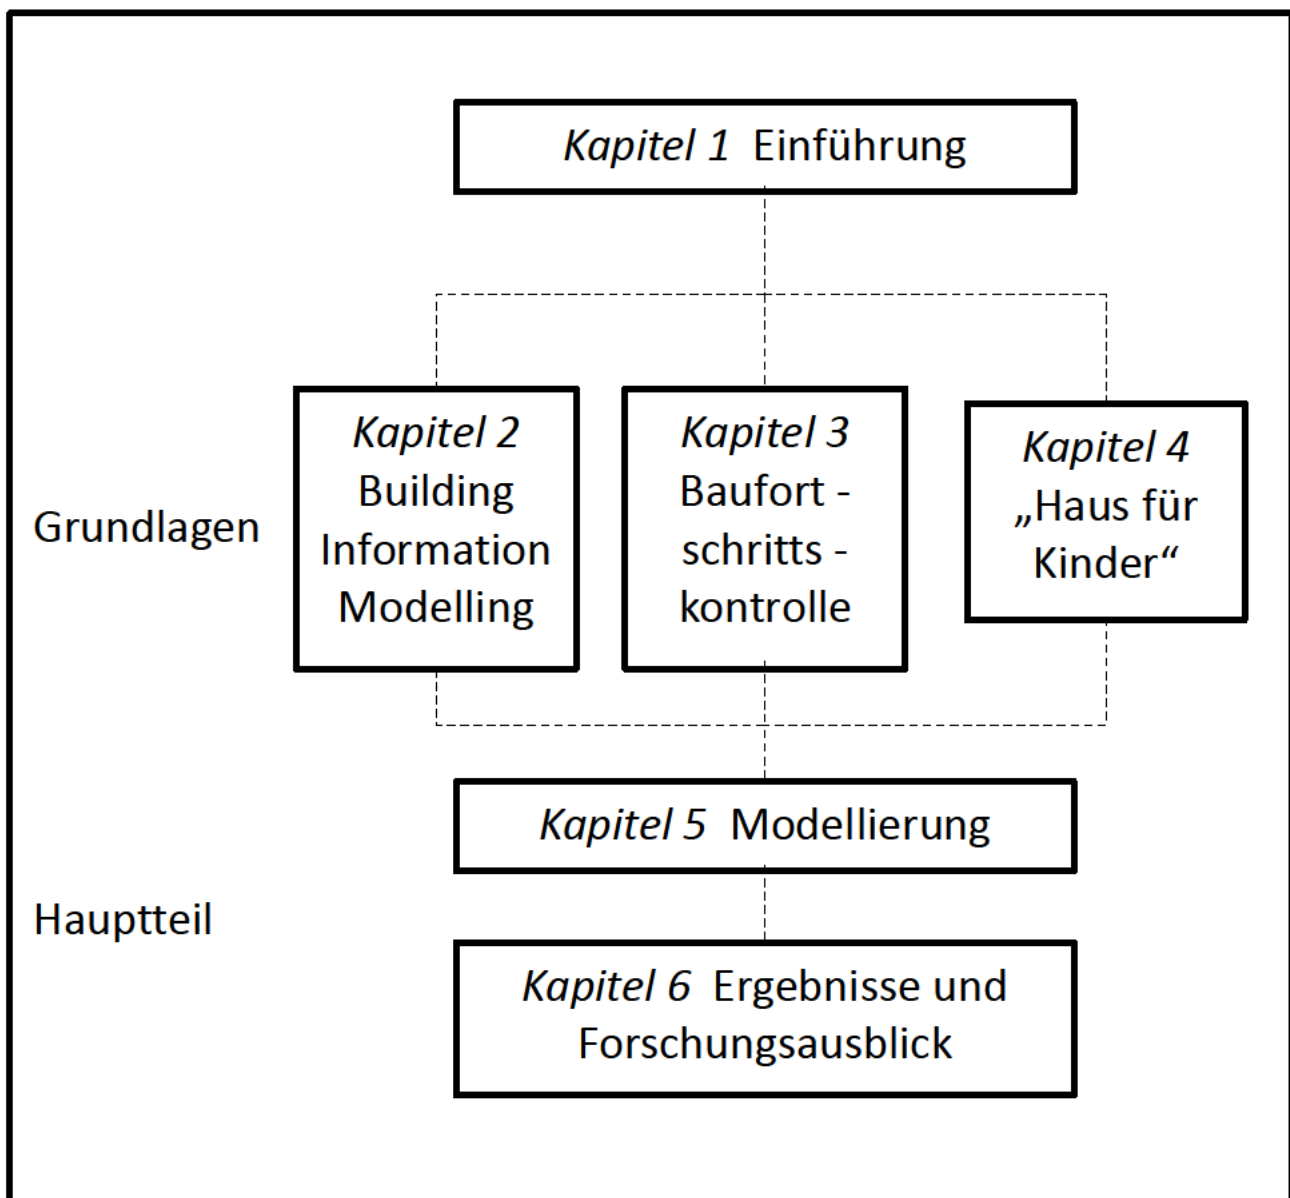 Kapitel 1 Einführung
Grundlagen
Kapitel 2
Building
Information
Modelling
Kapitel 3
Baufort -
schritts -
kontrolle
Kapitel 4
„Haus für
Kinder“
Kapitel 5 Modellierung
Hauptteil
Kapitel 6 Ergebnisse und
Forschungsausblick